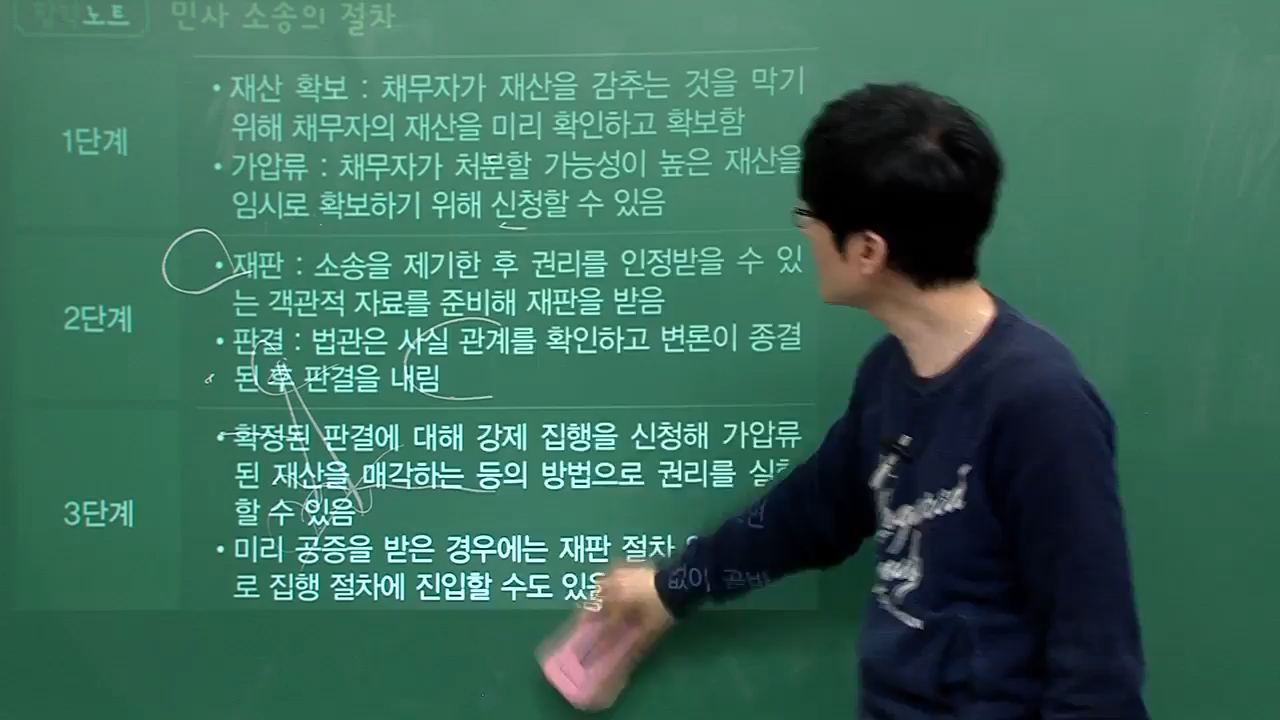 노트 민사 소송의 절차
1단계
• 재산 확보 : 채무자가 재산을 감추는 것을 막기
위해 채무자의 재산을 미리 확인하고 확보함
• 가압류 : 채무자가 처분할 가능성이 높은 재산을
임시로 확보하기 위해 신청할 수 있음
2단계
• 재판 : 소송을 제기한 후 권리를 인정받을 수 있
는 객관적 자료를 준비해 재판을 받음
• 판결 : 법관은 사실 관계를 확인하고 변론이 종결
된 후 판결을 내림
3단계
• 확정된 판결에 대해 강제 집행을 신청해 가압류
된 재산을 매각하는 등의 방법으로 권리를 실현
할 수 있음
• 미리 공증을 받은 경우에는 재판 절차 없이 곧바
로 집행 절차에 진입할 수도 있음